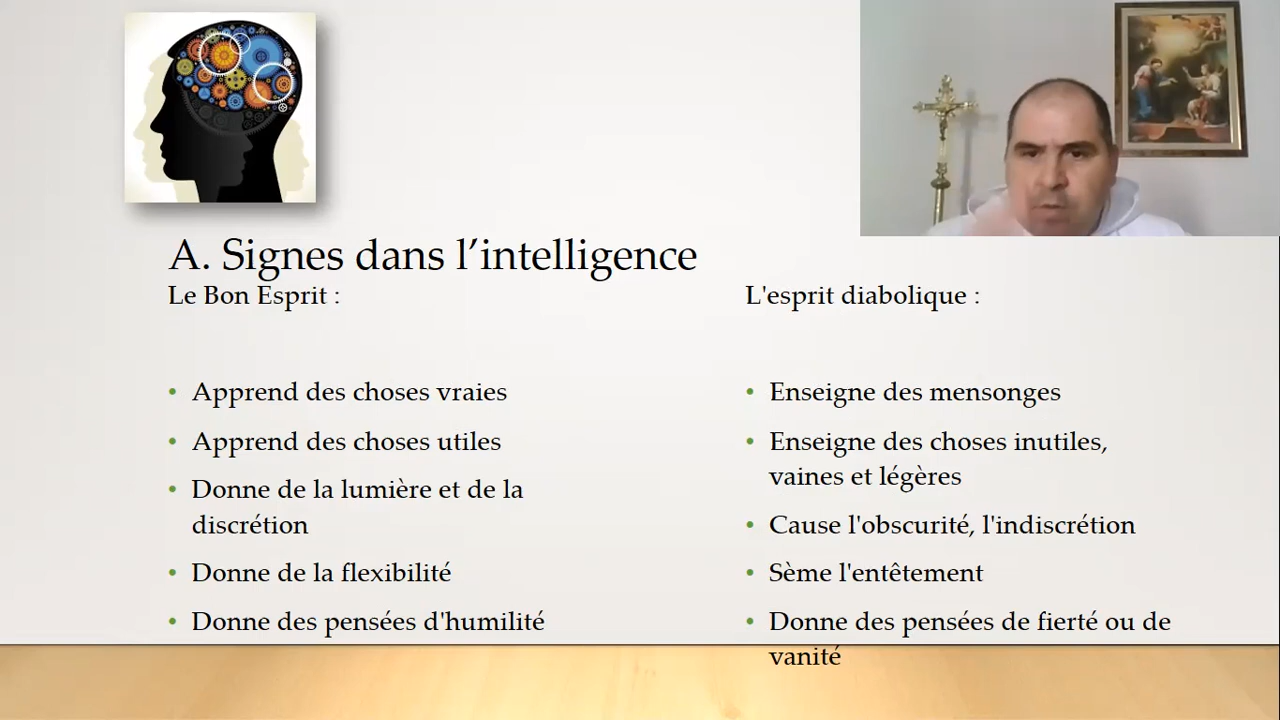 A. Signes dans l’intelligence
Le Bon Esprit :
• Apprend des choses vraies
• Apprend des choses utiles
• Donne de la lumière et de la
discrétion
• Donne de la flexibilité
• Donne des pensées d'humilité
L'esprit diabolique :
• Enseigne des mensonges
• Enseigne des choses inutiles,
vaines et légères
• Cause l'obscurité, l'indiscrétion
• Sème l'entêtement
• Donne des pensées de fierté ou de
vanité